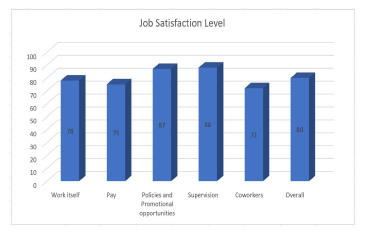 Job Satisfaction Level
100
90
80
70
60
50
40
30
20
10
0
78
75
87
88
72
80
Work itself
Pay
Policies and
Promotional
opportunities
Supervision
Coworkers
Overall